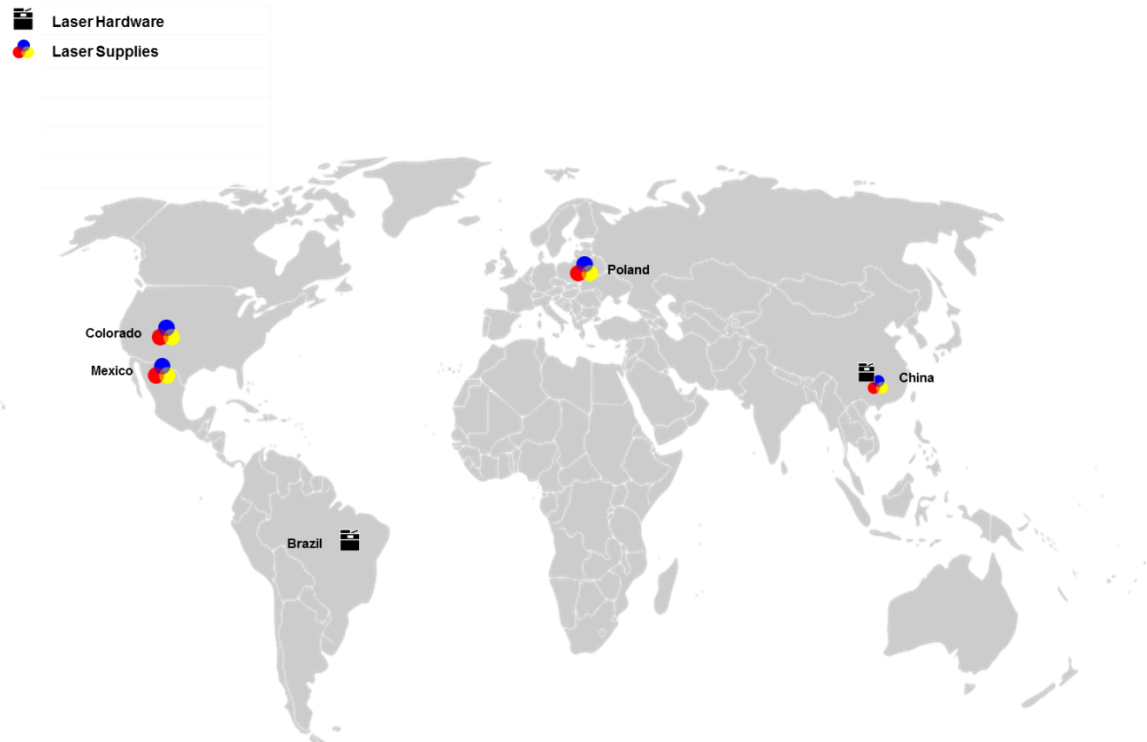 Laser Hardware
Laser Supplies
Poland
Colorado
Mexico
China
Brazil